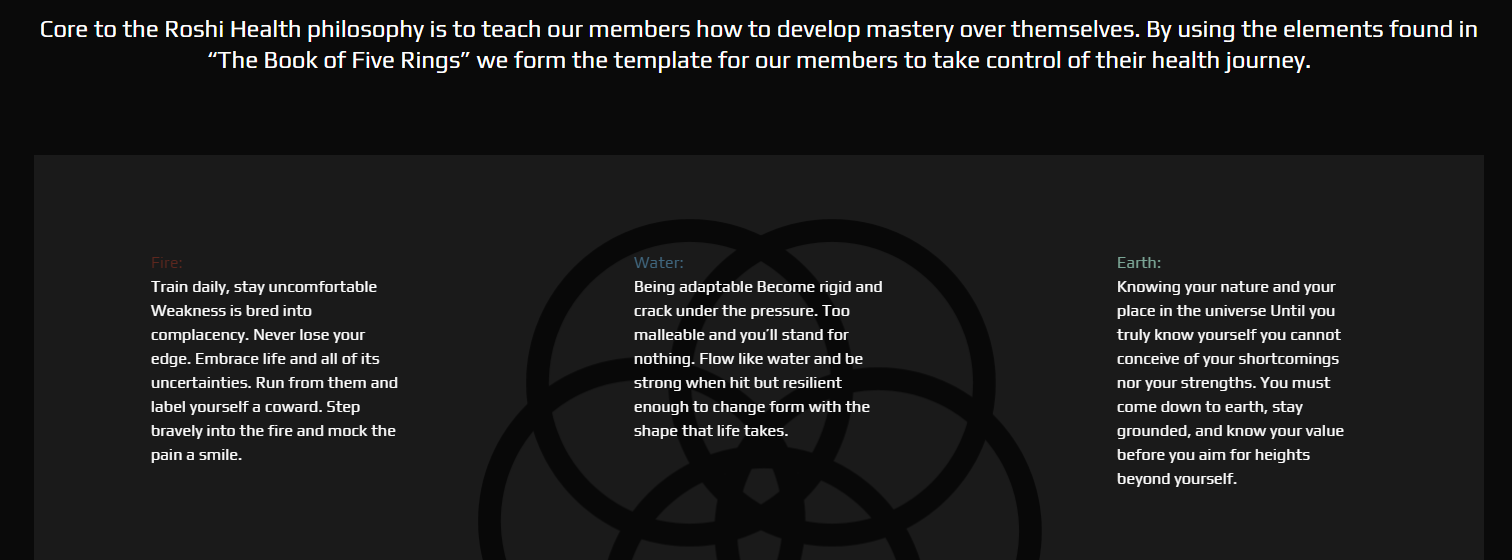 Core to the Roshi Health philosophy is to teach our members how to develop mastery over themselves. By using the elements found in
“The Book of Five Rings” we form the template for our members to take control of their health journey.
Fire:
Train daily, stay uncomfortable
Weakness is bred into
complacency. Never lose your
edge. Embrace life and all of its
uncertainties. Run from them and
label yourself a coward. Step
bravely into the fire and mock the
pain a smile.
Water:
Being adaptable Become rigid and
crack under the pressure. Too
malleable and you’ll stand for
nothing. Flow like water and be
strong when hit but resilient
enough to change form with the
shape that life takes.
Earth:
Knowing your nature and your
place in the universe Until you
truly know yourself you cannot
conceive of your shortcomings
nor your strengths. You must
come down to earth, stay
grounded, and know your value
before you aim for heights
beyond yourself.